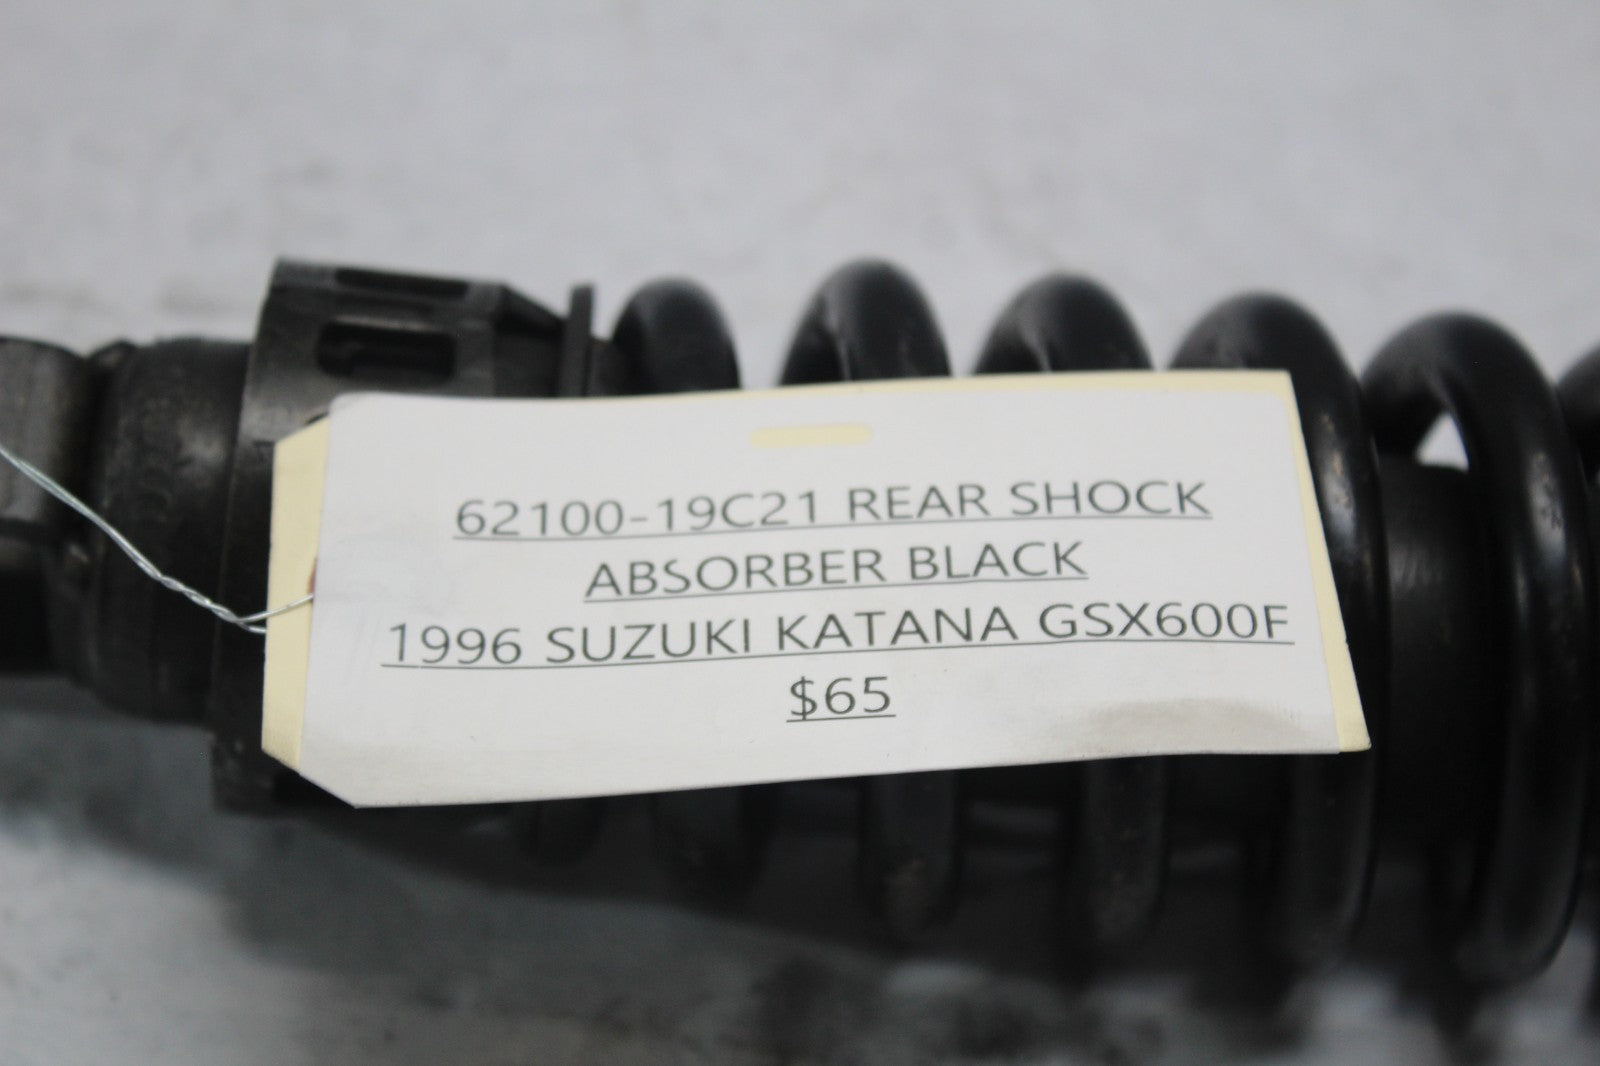 62100-19C21 REAR SHOCK
ABSORBER BLACK
1996 SUZUKI KATANA GSX600F
$65